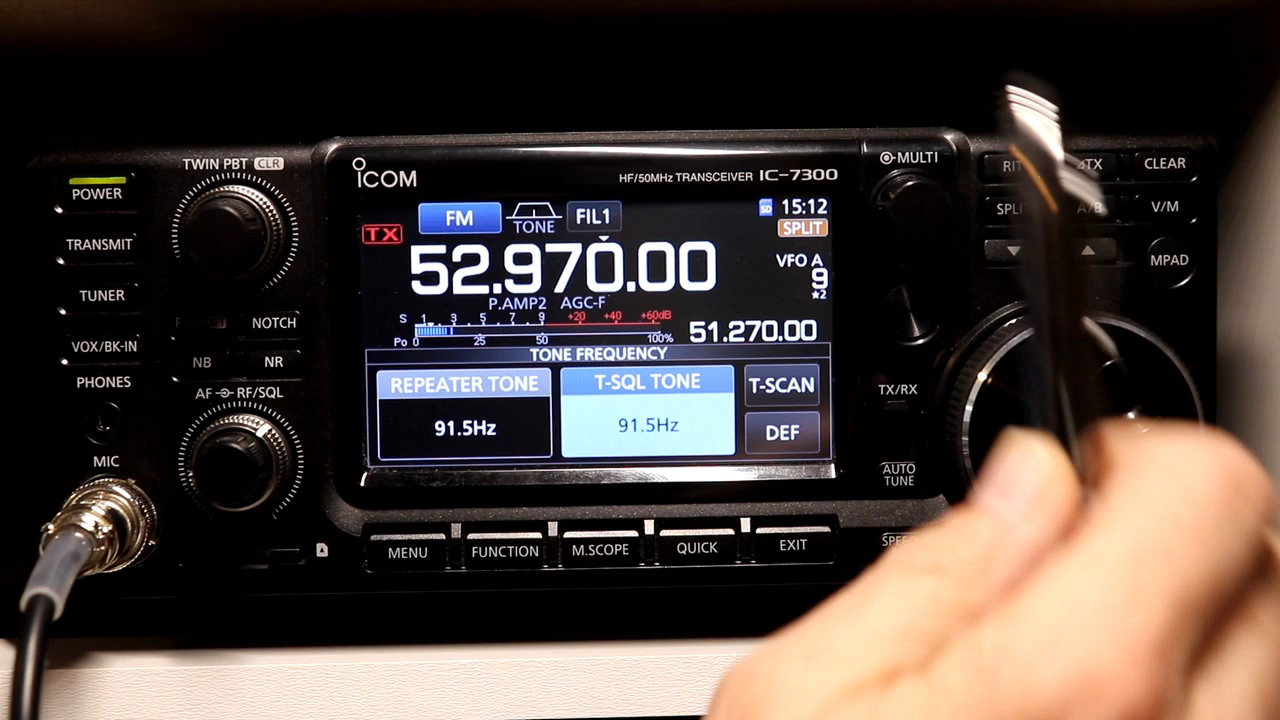 TWIN PBT CLR
POWER
TRANSMIT
TUNER
VOX/BK-IN
NOTCH
NB
NR
PHONES
AF RF/SQL
MIC
ICOM
HF/50MHz TRANSCEIVER IC-7300
FM
TONE
FIL1
SD
15:12
TX
SPLIT
52.970.00
VFO A
9
★2
P.AMP2 AGC-F
S 1 3 5 7 9 +20 +40 +60dB
Po 0 25 50 100%
51.270.00
TONE FREQUENCY
REPEATER TONE
91.5Hz
T-SQL TONE
91.5Hz
T-SCAN
DEF
MENU
FUNCTION
M.SCOPE
QUICK
EXIT
MULTI
CLEAR
A/B
V/M
MPAD
TX/RX
AUTO
TUNE